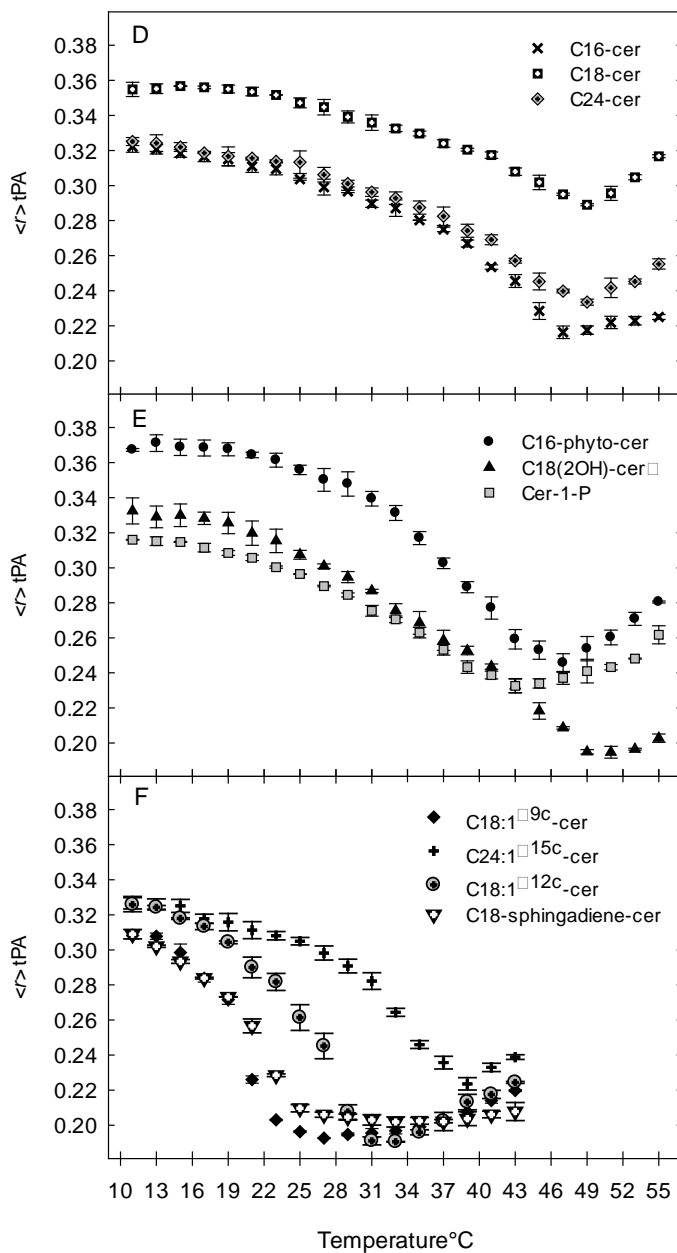 D
C16-cer
C18-cer
C24-cer
0.38
0.36
0.34
0.32
0.30
0.28
0.26
0.24
0.22
0.20
<r> tPA
E
C16-phyto-cer
C18(2OH)-cer□
Cer-1-P
0.38
0.36
0.34
0.32
0.30
0.28
0.26
0.24
0.22
0.20
<r> tPA
F
C18:1□9c-cer
C24:1□15c-cer
C18:1□12c-cer
C18-sphingadiene-cer
0.38
0.36
0.34
0.32
0.30
0.28
0.26
0.24
0.22
0.20
<r> tPA
10 13 16 19 22 25 28 31 34 37 40 43 46 49 52 55
Temperature°C